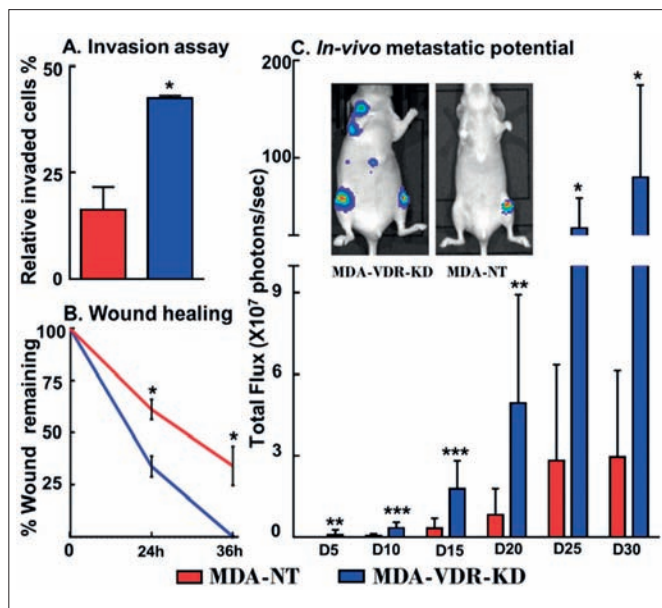 A. Invasion assay
Relative invaded cells %
50
25
0
*
B. Wound healing
% Wound remaining
100
75
50
25
*
*
0
24h
36h
C. In-vivo metastatic potential
Total Flux (X10⁷ photons/sec)
200
100
9
6
3
0
MDA-VDR-KD
MDA-NT
**
***
***
**
*
*
D5
D10
D15
D20
D25
D30
MDA-NT
MDA-VDR-KD